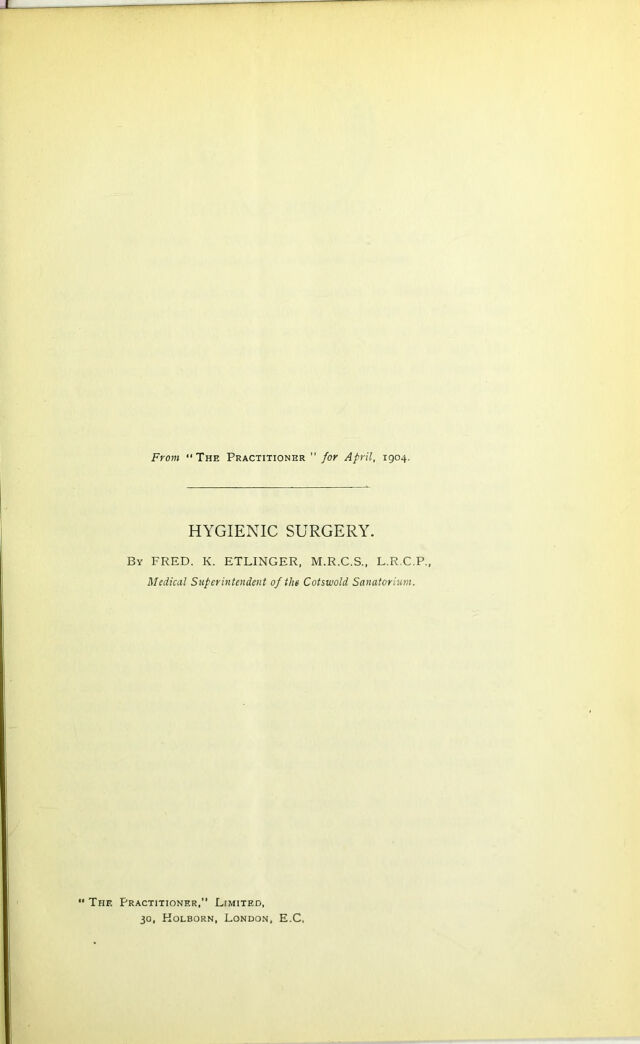 From "The Practitioner" for April, 1904.
HYGIENIC SURGERY.
By FRED. K. ETLINGER, M.R.C.S., L.R.C.P.,
Medical Superintendent of the Cotswold Sanatorium.
"The Practitioner," Limited,
30, Holborn, London, E.C.